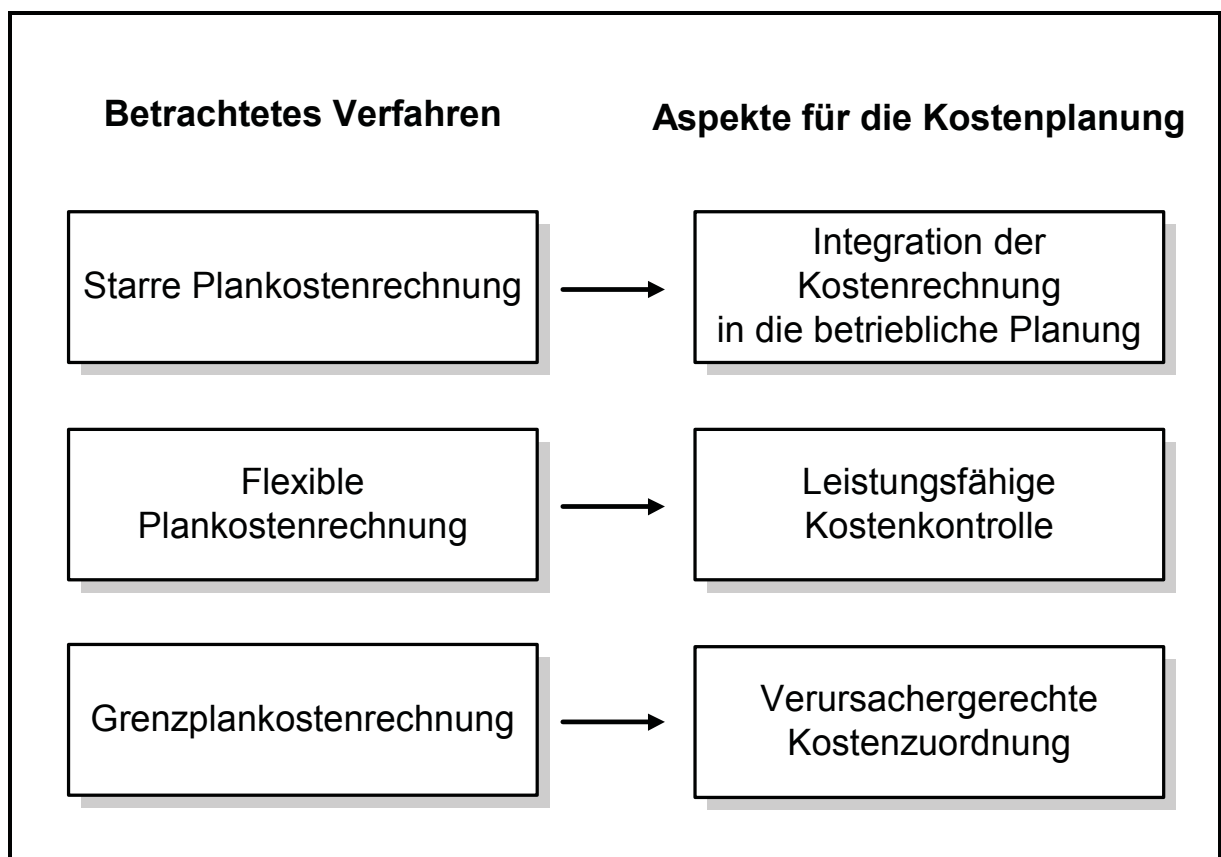 Betrachtetes Verfahren
Aspekte für die Kostenplanung
Starre Plankostenrechnung
Integration der
Kostenrechnung
in die betriebliche Planung
Flexible
Plankostenrechnung
Leistungsfähige
Kostenkontrolle
Grenzplankostenrechnung
Verursachergerechte
Kostenzuordnung